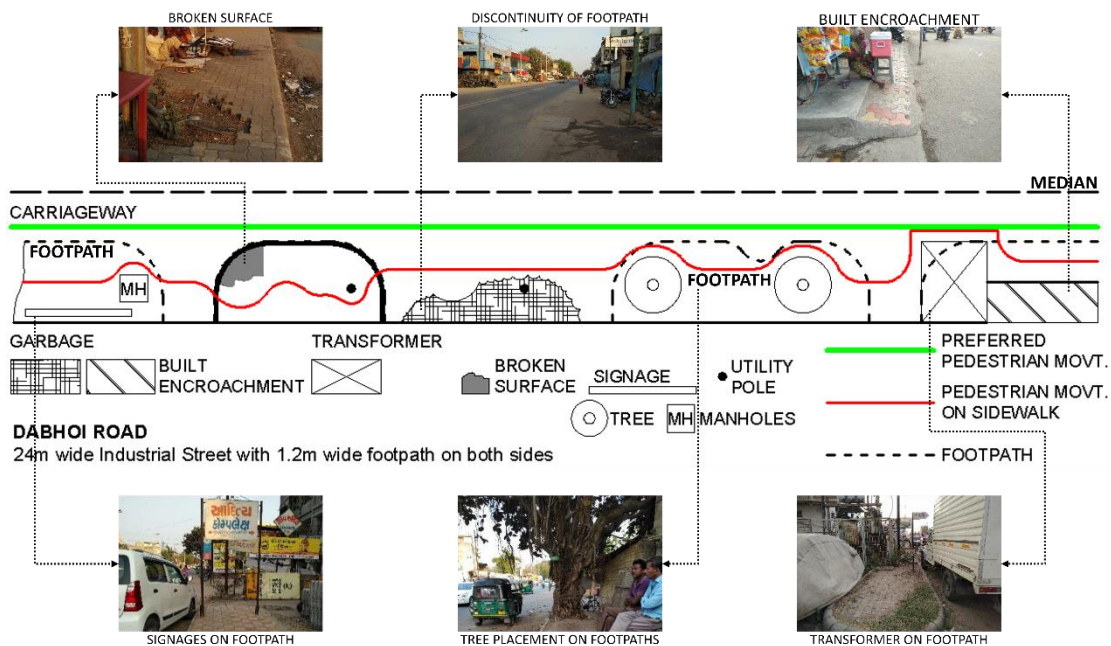 BROKEN SURFACE
DISCONTINUITY OF FOOTPATH
BUILT ENCROACHMENT
MEDIAN
CARRIAGEWAY
FOOTPATH
MH
FOOTPATH
GARBAGE
BUILT
ENCROACHMENT
TRANSFORMER
BROKEN
SURFACE
SIGNAGE
UTILITY
POLE
TREE
MH MANHOLES
PREFERRED
PEDESTRIAN MOVT.
PEDESTRIAN MOVT.
ON SIDEWALK
FOOTPATH
DABHOI ROAD
24m wide Industrial Street with 1.2m wide footpath on both sides
આદિત્ય
કોમ્પલેક્ષ
SIGNAGES ON FOOTPATH
TREE PLACEMENT ON FOOTPATHS
TRANSFORMER ON FOOTPATH